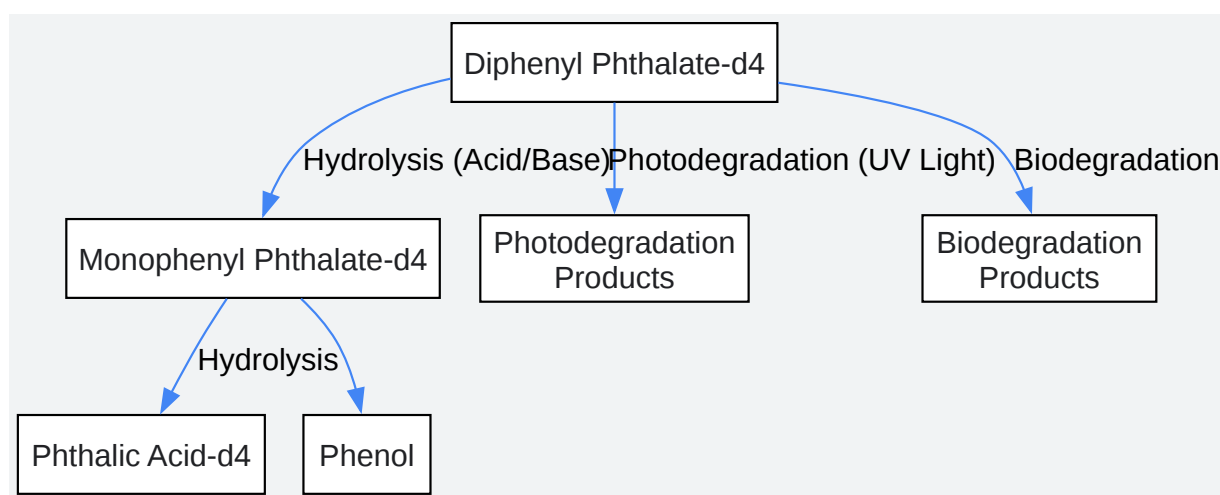 Diphenyl Phthalate-d4
Hydrolysis (Acid/Base)
Photodegradation (UV Light)
Biodegradation
Monophenyl Phthalate-d4
Photodegradation
Products
Biodegradation
Products
Hydrolysis
Phthalic Acid-d4
Phenol